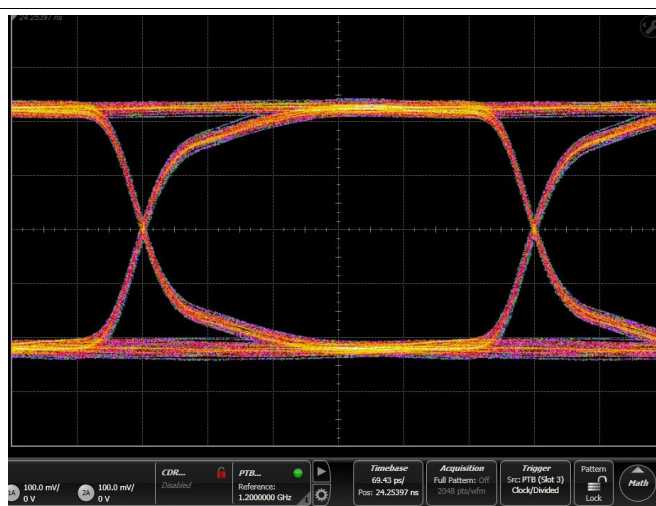 24.25397 ns
1A 100.0 mV/
0 V
2A 100.0 mV/
0 V
CDR...
Disabled
PTB...
Reference:
1.2000000 GHz
1
Timebase
69.43 ps/
Pos: 24.25397 ns
Acquisition
Full Pattern: Off
2048 pts/wfm
Trigger
Src: PTB (Slot 3)
Clock/Divided
Pattern
Lock
Math